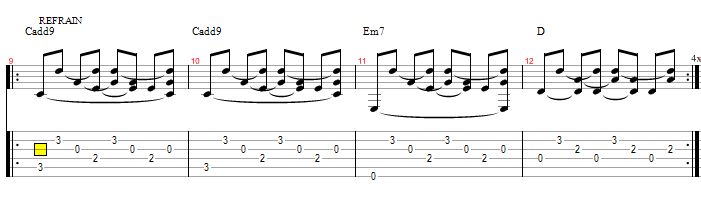 REFRAIN
Cadd9 Cadd9 Em7 D
9 10 11 12 4x
3 3 3 3 3 3 3 3
0 0 0 0 0 0 0 0 0 2 2 2
2 2 2 2 2 2 0 0 0
3 3
0